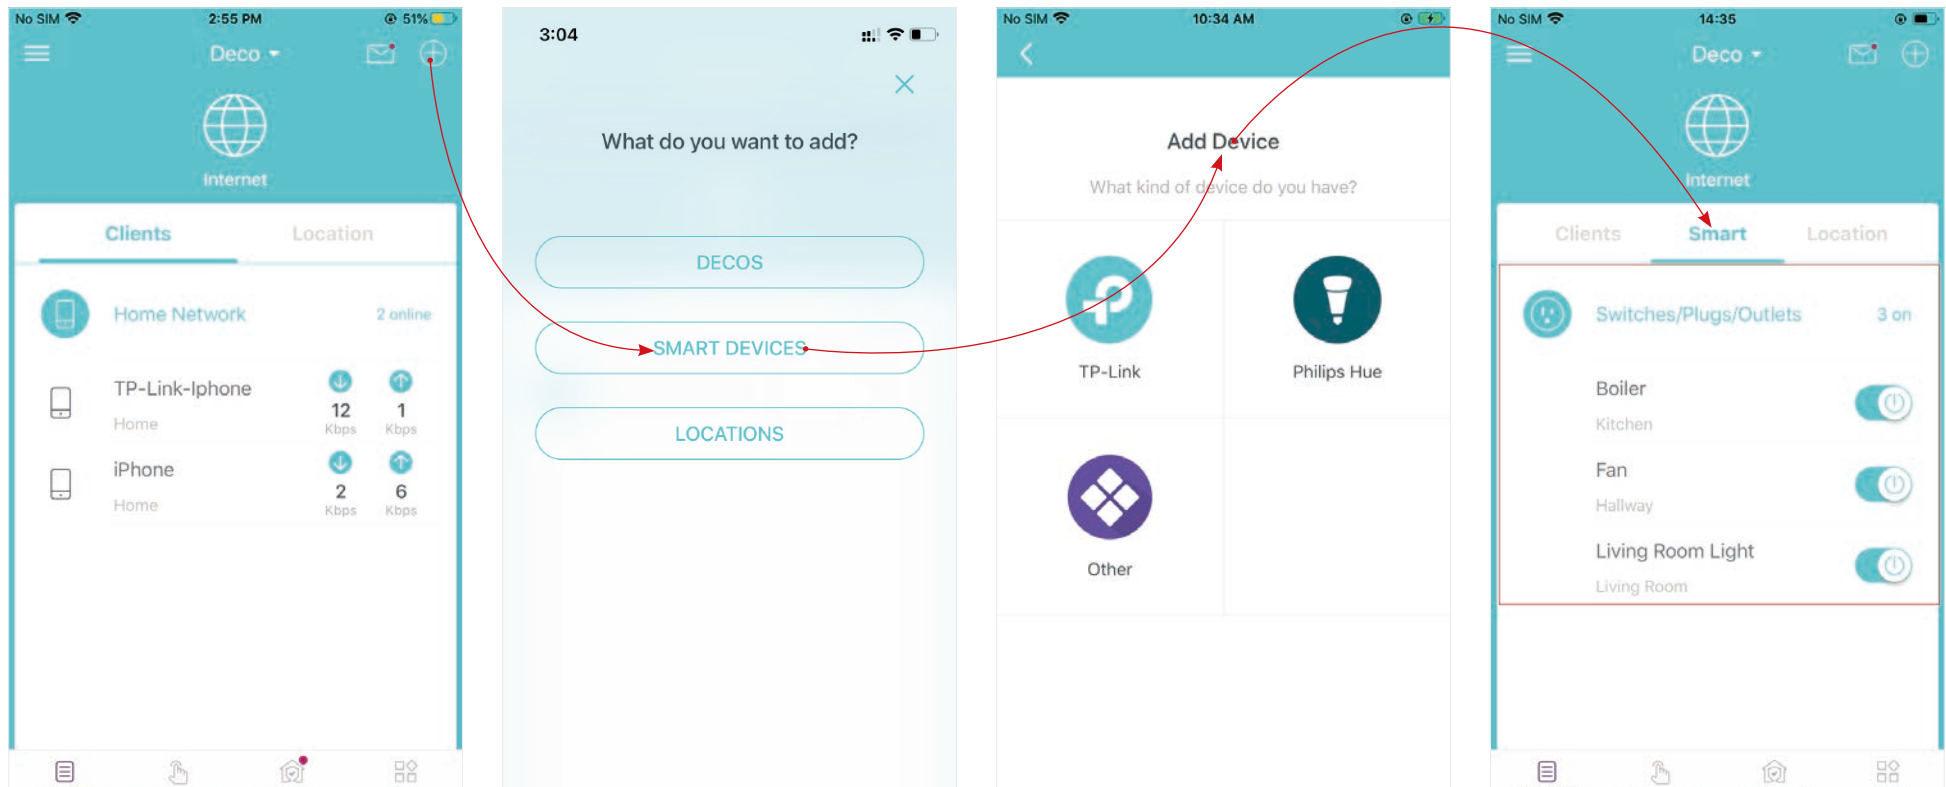 No SIM 2:55 PM 51%
Deco
Internet
Clients Location
Home Network 2 online
TP-Link-Iphone
Home
12 1
Kbps Kbps
iPhone
Home
2 6
Kbps Kbps
3:04
What do you want to add?
DECOS
SMART DEVICES
LOCATIONS
No SIM 10:34 AM
Add Device
What kind of device do you have?
TP-Link
Philips Hue
Other
No SIM 14:35
Deco
Internet
Clients Smart Location
Switches/Plugs/Outlets 3 on
Boiler
Kitchen
Fan
Hallway
Living Room Light
Living Room